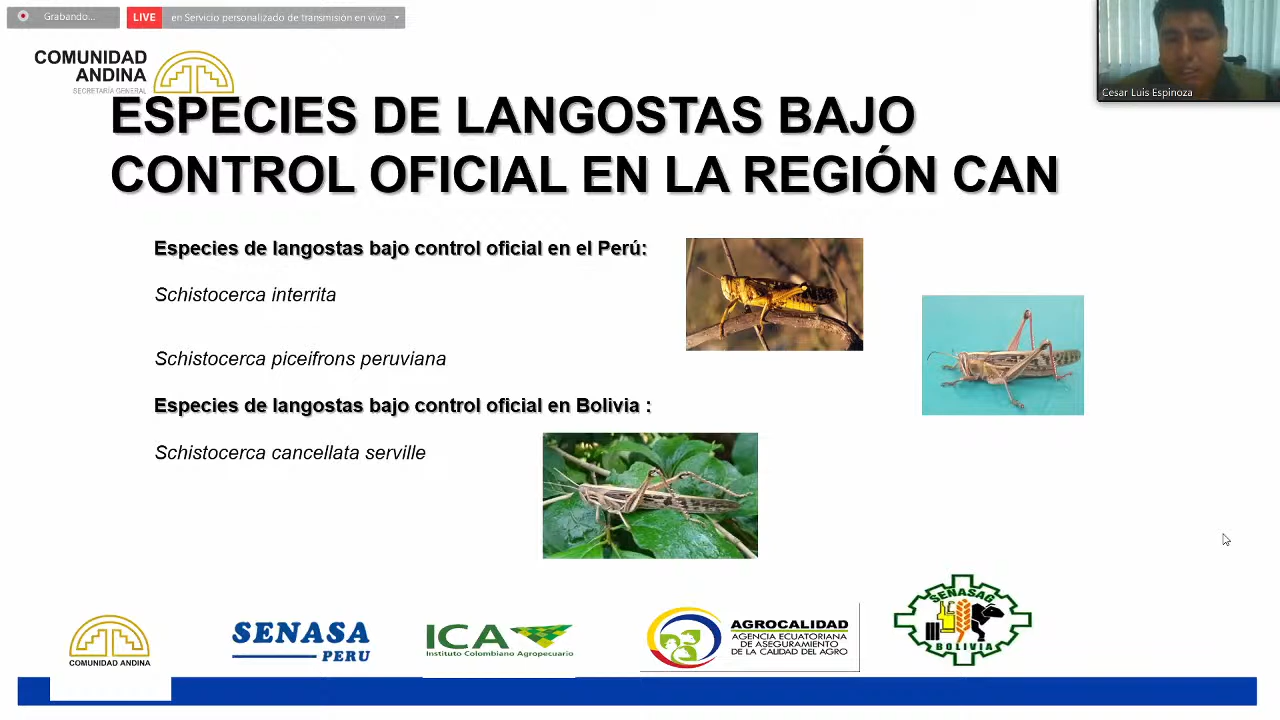 Grabando...
LIVE
en Servicio personalizado de transmisión en vivo
COMUNIDAD
ANDINA
SECRETARÍA GENERAL
Cesar Luis Espinoza
ESPECIES DE LANGOSTAS BAJO
CONTROL OFICIAL EN LA REGIÓN CAN
Especies de langostas bajo control oficial en el Perú:
Schistocerca interrita
Schistocerca piceifrons peruviana
Especies de langostas bajo control oficial en Bolivia :
Schistocerca cancellata serville
COMUNIDAD ANDINA
SENASA
PERU
ICA
Instituto Colombiano Agropecuario
AGROCALIDAD
AGENCIA ECUATORIANA
DE ASEGURAMIENTO
DE LA CALIDAD DEL AGRO
SENASAG
BOLIVIA